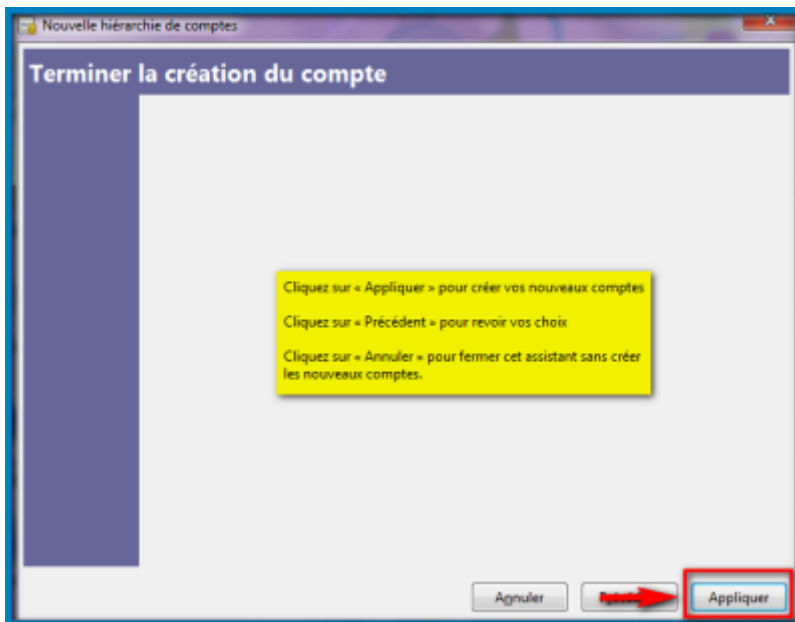 Nouvelle hiérarchie de comptes
Terminer la création du compte
Cliquez sur « Appliquer » pour créer vos nouveaux comptes
Cliquez sur « Précédent » pour revoir vos choix
Cliquez sur « Annuler » pour fermer cet assistant sans créer
les nouveaux comptes.
Annuler
Appliquer